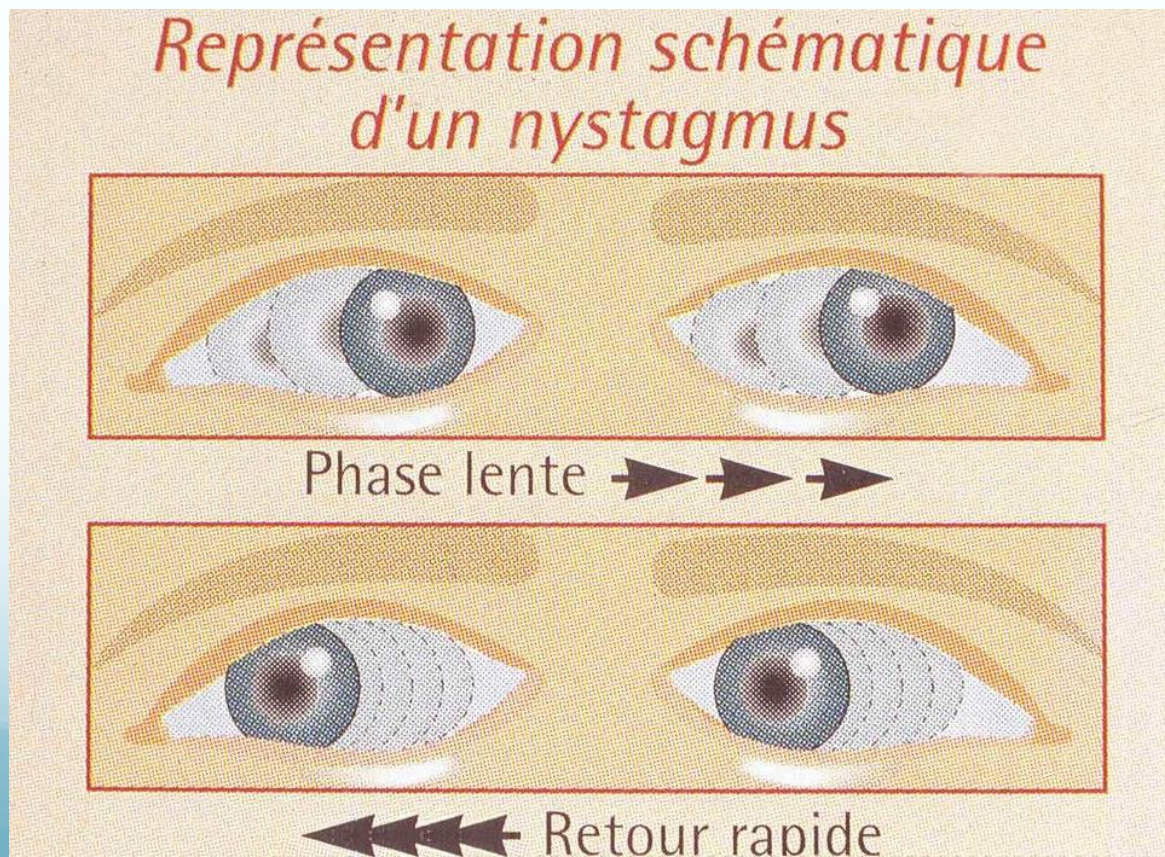 Représentation schématique
d'un nystagmus
Phase lente
Retour rapide